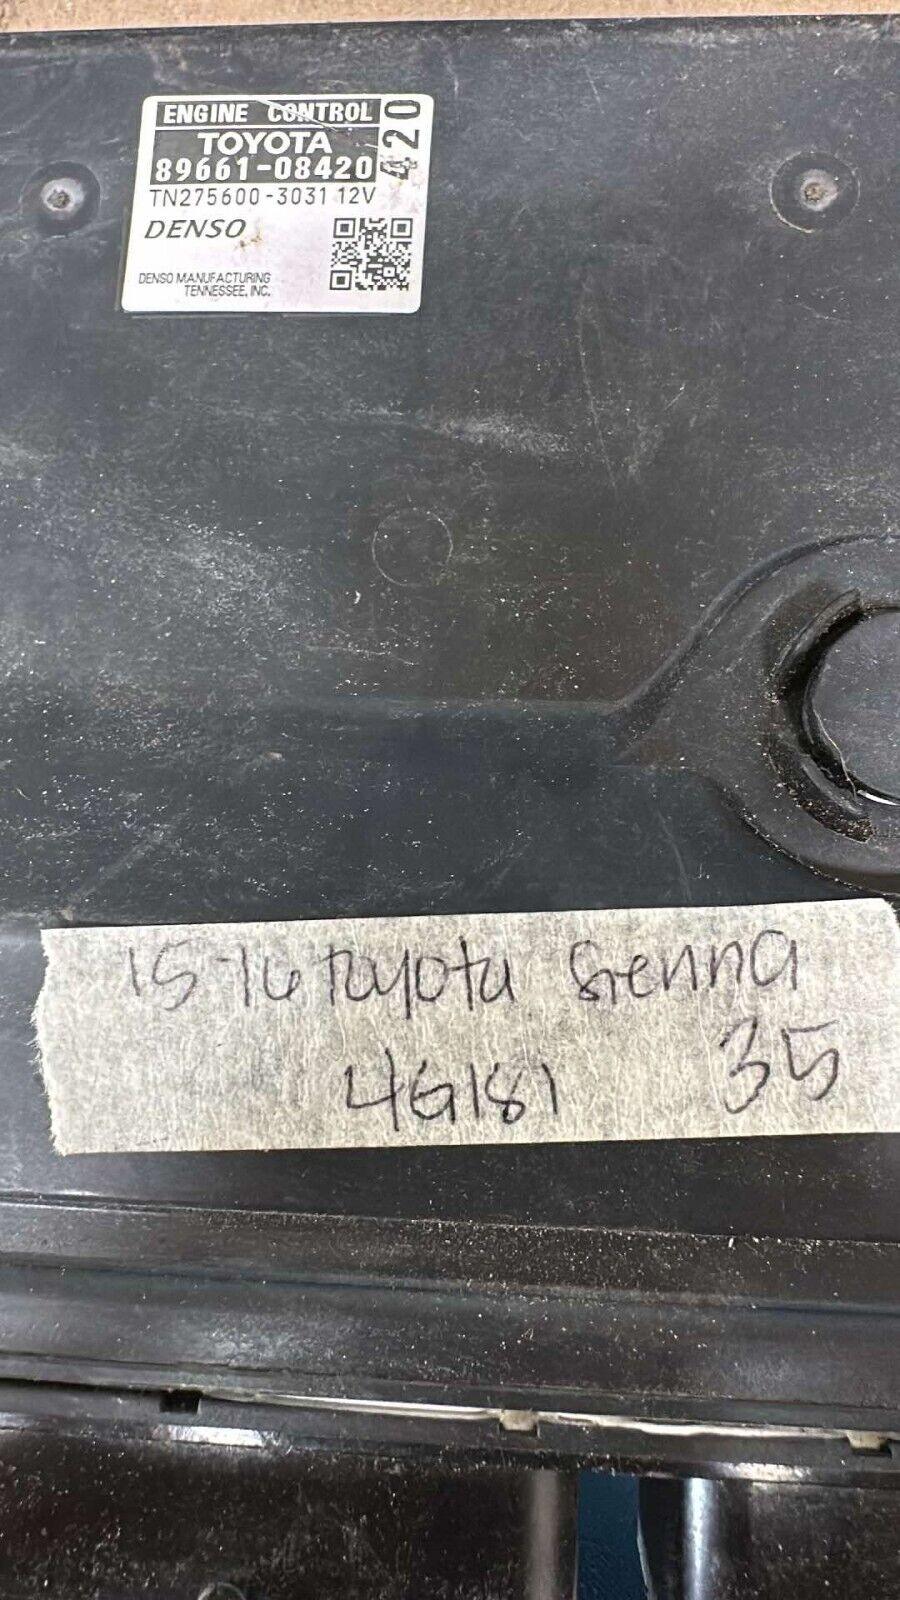 ENGINE CONTROL
420
TOYOTA
89661-08420
TN275600-3031 12V
DENSO
DENSO MANUFACTURING
TENNESSEE, INC.
15-16 Toyota Sienna
4G181 35